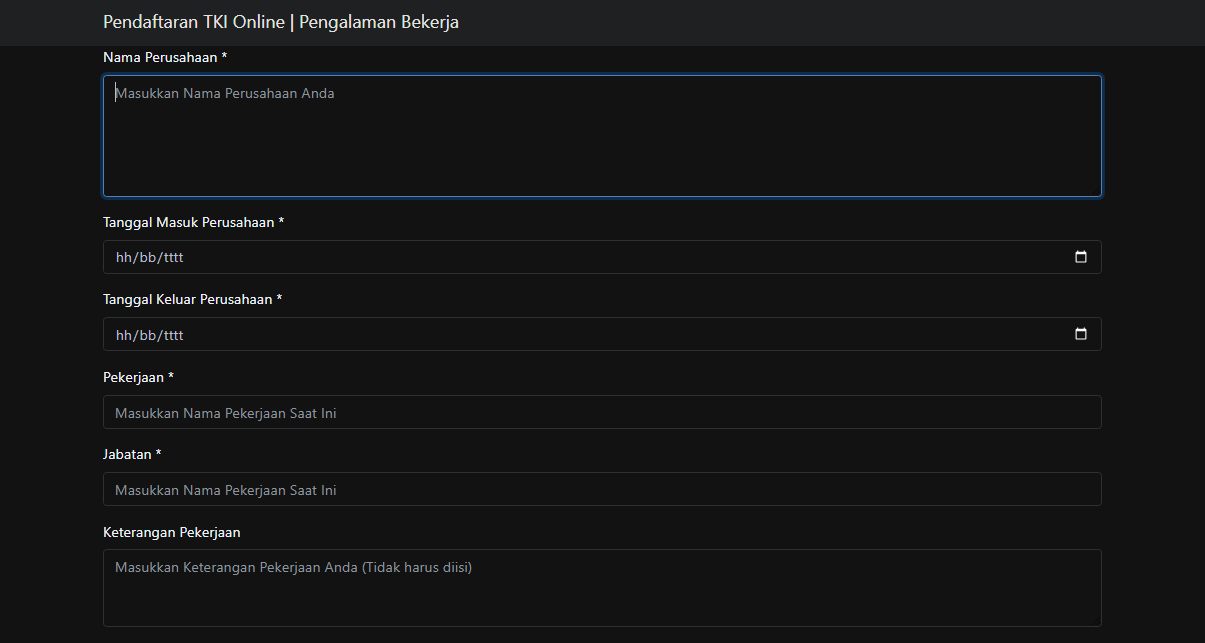 Pendaftaran TKI Online | Pengalaman Bekerja
Nama Perusahaan *
Masukkan Nama Perusahaan Anda
Tanggal Masuk Perusahaan *
hh/bb/tttt
Tanggal Keluar Perusahaan *
hh/bb/tttt
Pekerjaan *
Masukkan Nama Pekerjaan Saat Ini
Jabatan *
Masukkan Nama Pekerjaan Saat Ini
Keterangan Pekerjaan
Masukkan Keterangan Pekerjaan Anda (Tidak harus diisi)